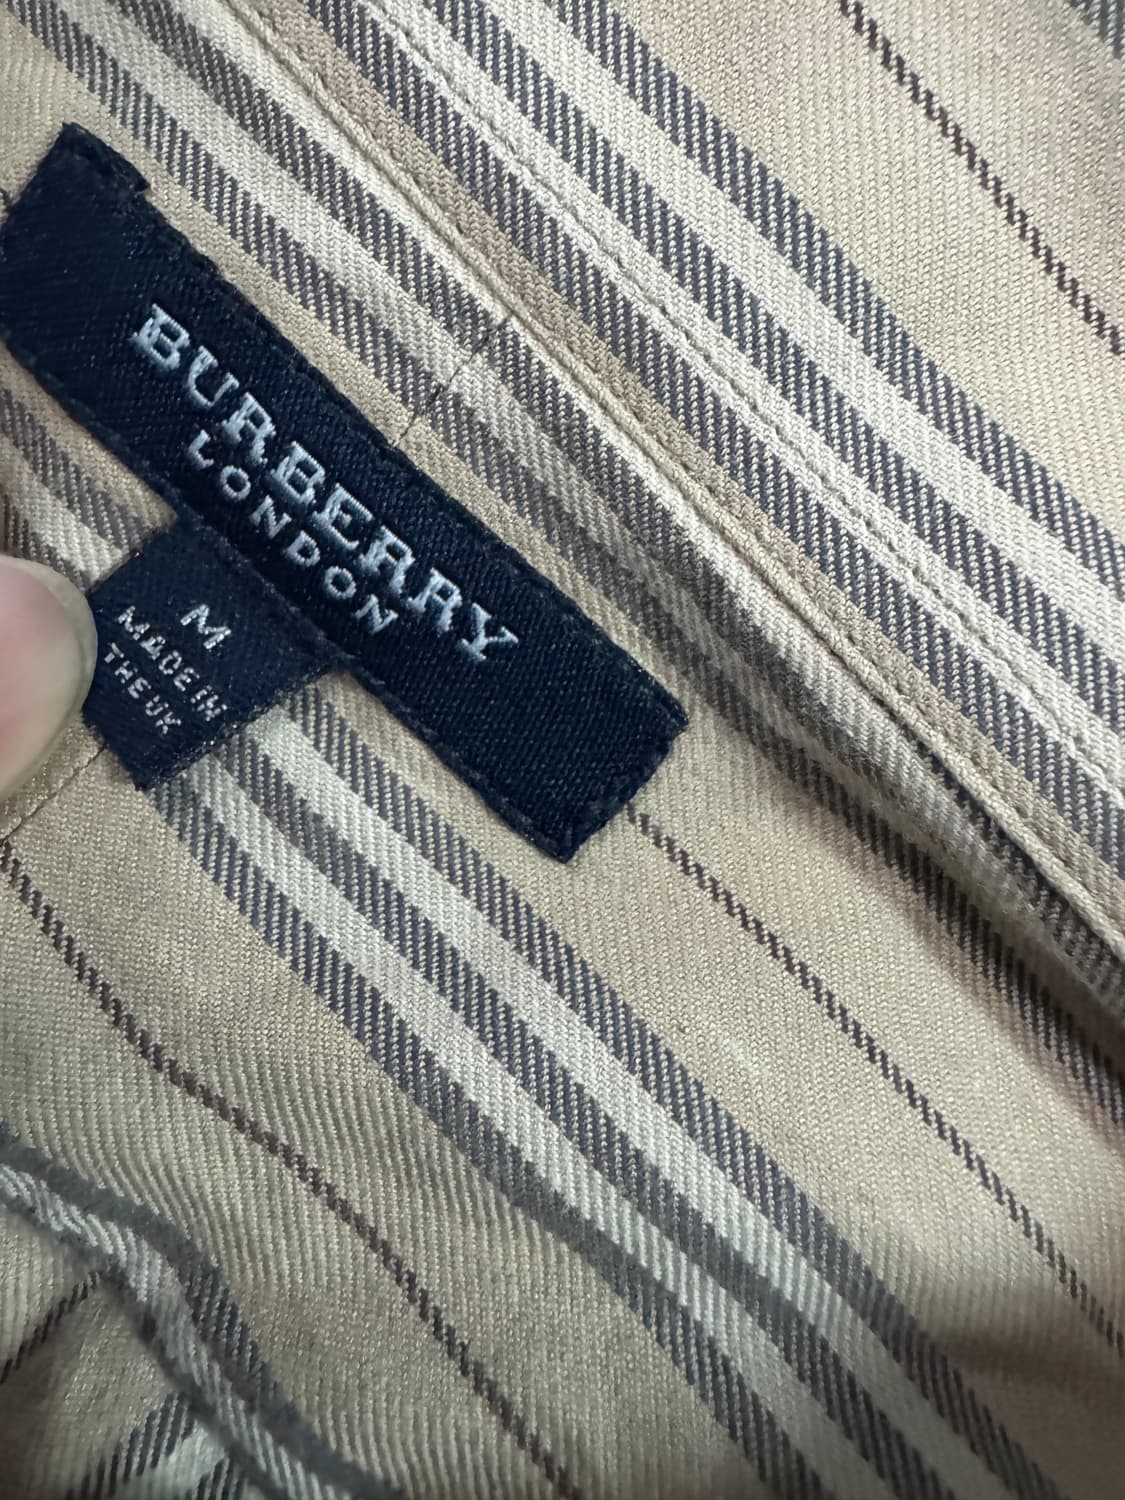 BURBERRY
LONDON
M
MADE IN
THE UK